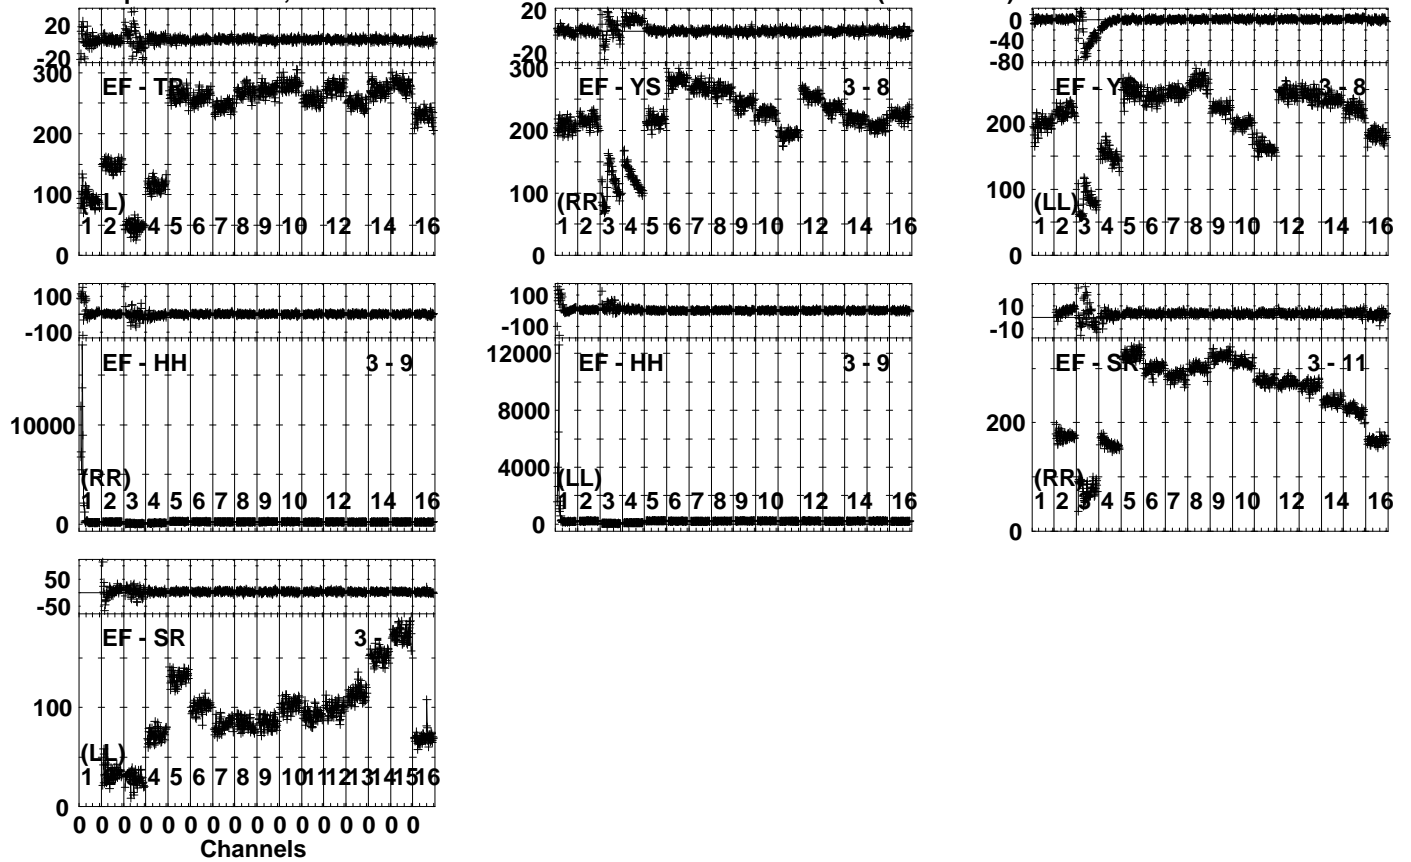 20
-20
300
200
100
0
EF - TR
(LL)
1 2 4 5 6 7 8 9 10 12 14 16
20
-20
300
200
100
0
EF - YS 3 - 8
(RR)
1 2 3 4 5 6 7 8 9 10 12 14 16
0
-40
-80
200
100
0
EF - YS 3 - 8
(LL)
1 2 3 4 5 6 7 8 9 10 12 14 16
100
-100
EF - HH 3 - 9
10000
(RR)
1 2 3 4 5 6 7 8 9 10 12 14 16
0
100
-100
12000
EF - HH 3 - 9
8000
4000
(LL)
1 2 3 4 5 6 7 8 9 10 12 14 16
0
10
-10
EF - SR 3 - 11
200
(RR)
1 2 3 4 5 6 7 8 9 10 12 14 16
0
50
-50
EF - SR 3 -
100
(LL)
1 4 5 6 7 8 9 10 11 12 13 14 15 16
0
0 0 0 0 0 0 0 0 0 0 0 0 0 0 0 0
Channels